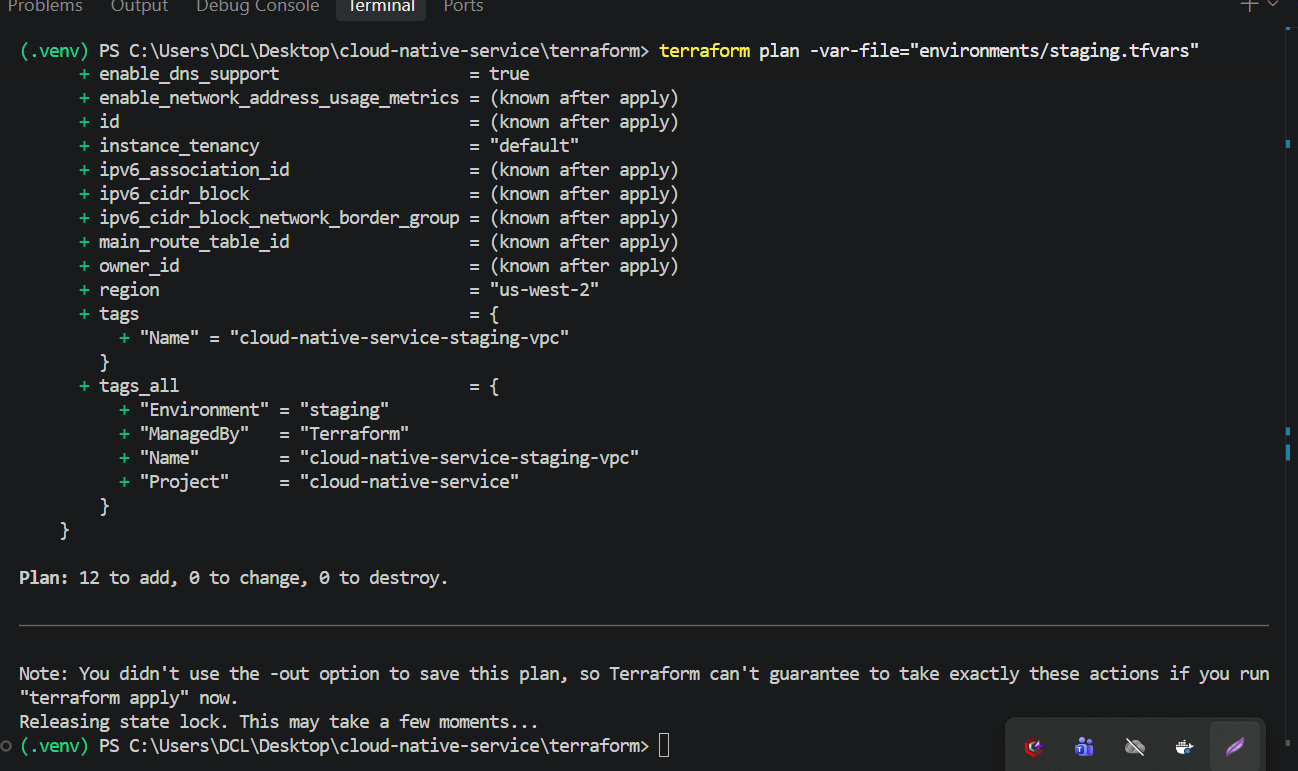 Problems Output Debug Console Terminal Ports
(.venv) PS C:\Users\DCL\Desktop\cloud-native-service\terraform> terraform plan -var-file="environments/staging.tfvars"
+ enable_dns_support = true
+ enable_network_address_usage_metrics = (known after apply)
+ id = (known after apply)
+ instance_tenancy = "default"
+ ipv6_association_id = (known after apply)
+ ipv6_cidr_block = (known after apply)
+ ipv6_cidr_block_network_border_group = (known after apply)
+ main_route_table_id = (known after apply)
+ owner_id = (known after apply)
+ region = "us-west-2"
+ tags = {
+ "Name" = "cloud-native-service-staging-vpc"
}
+ tags_all = {
+ "Environment" = "staging"
+ "ManagedBy" = "Terraform"
+ "Name" = "cloud-native-service-staging-vpc"
+ "Project" = "cloud-native-service"
}
}
Plan: 12 to add, 0 to change, 0 to destroy.
Note: You didn't use the -out option to save this plan, so Terraform can't guarantee to take exactly these actions if you run
"terraform apply" now.
Releasing state lock. This may take a few moments...
(.venv) PS C:\Users\DCL\Desktop\cloud-native-service\terraform>